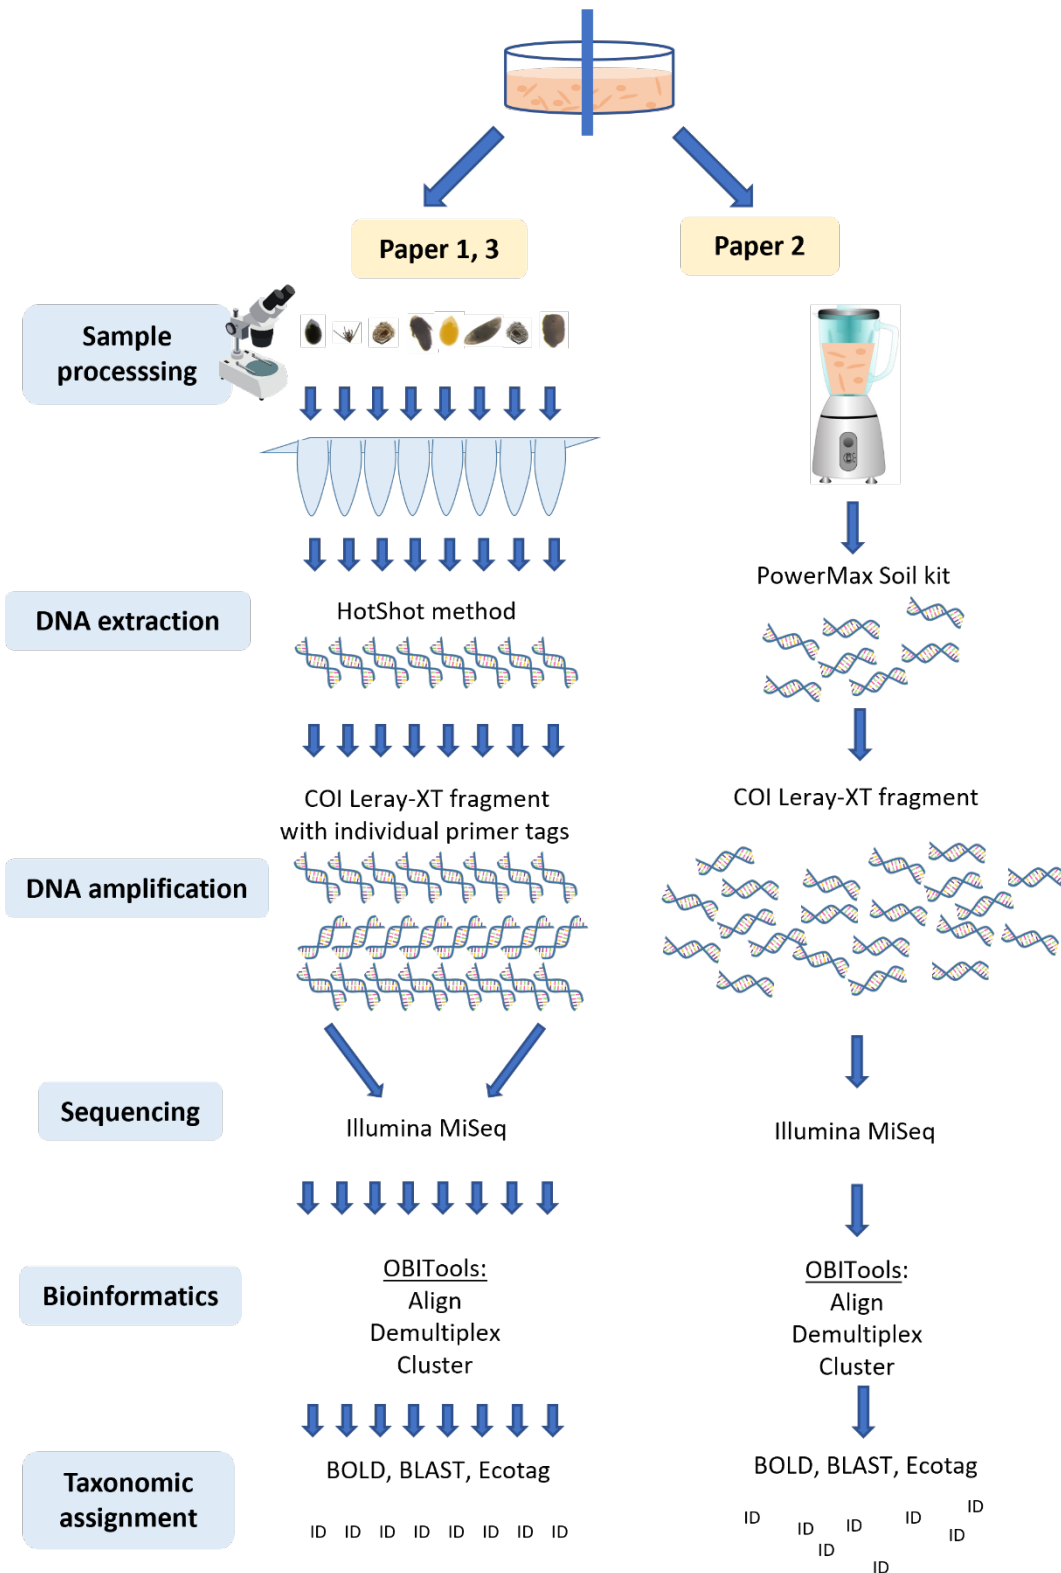 Paper 1, 3
Paper 2
Sample
processsing
PowerMax Soil kit
DNA extraction
HotShot method
COI Leray-XT fragment
with individual primer tags
COI Leray-XT fragment
DNA amplification
Sequencing
Illumina MiSeq
Illumina MiSeq
Bioinformatics
OBITools:
Align
Demultiplex
Cluster
OBITools:
Align
Demultiplex
Cluster
Taxonomic
assignment
BOLD, BLAST, Ecotag
ID ID ID ID ID ID ID ID
BOLD, BLAST, Ecotag
ID ID ID ID ID ID ID ID